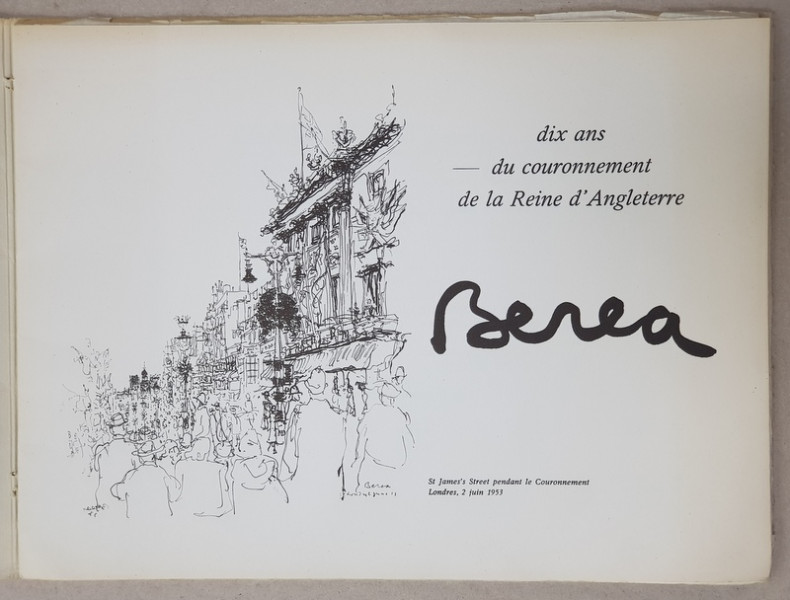 dix ans
— du couronnement
de la Reine d'Angleterre
Berea
St James's Street pendant le Couronnement
Londres, 2 juin 1953
Berea